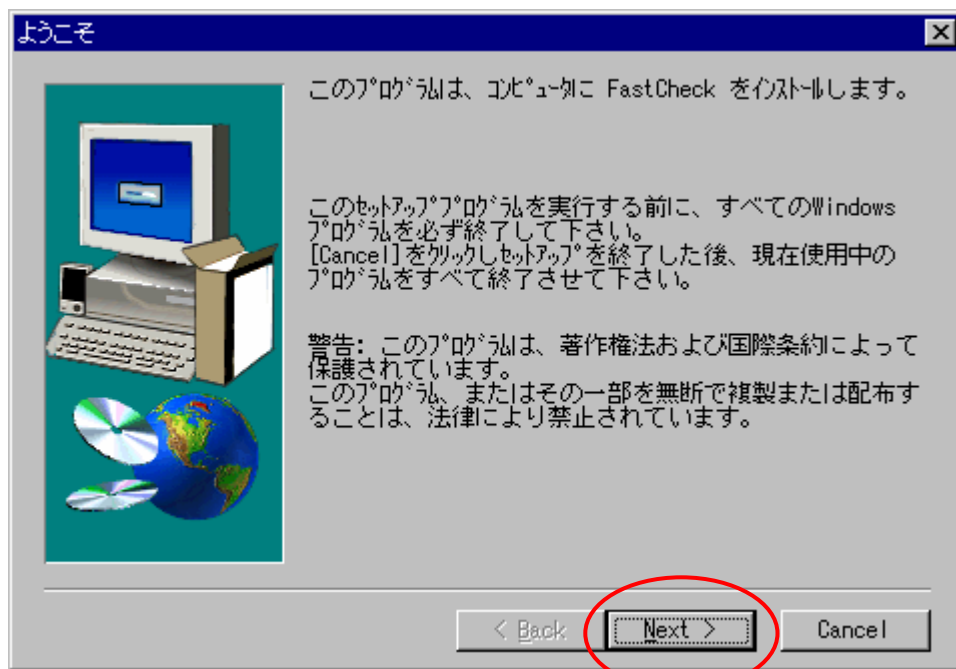 ようこそ
このﾌﾟﾛｸﾞﾗﾑは、ｺﾝﾋﾟｭｰﾀに FastCheck をｲﾝｽﾄｰﾙします。
このｾｯﾄｱｯﾌﾟﾌﾟﾛｸﾞﾗﾑを実行する前に、すべてのWindows
ﾌﾟﾛｸﾞﾗﾑを必ず終了して下さい。
[Cancel]をｸﾘｯｸしｾｯﾄｱｯﾌﾟを終了した後、現在使用中の
ﾌﾟﾛｸﾞﾗﾑをすべて終了させて下さい。
警告: このﾌﾟﾛｸﾞﾗﾑは、著作権法および国際条約によって
保護されています。
このﾌﾟﾛｸﾞﾗﾑ、またはその一部を無断で複製または配布す
ることは、法律により禁止されています。
< Back
Next >
Cancel